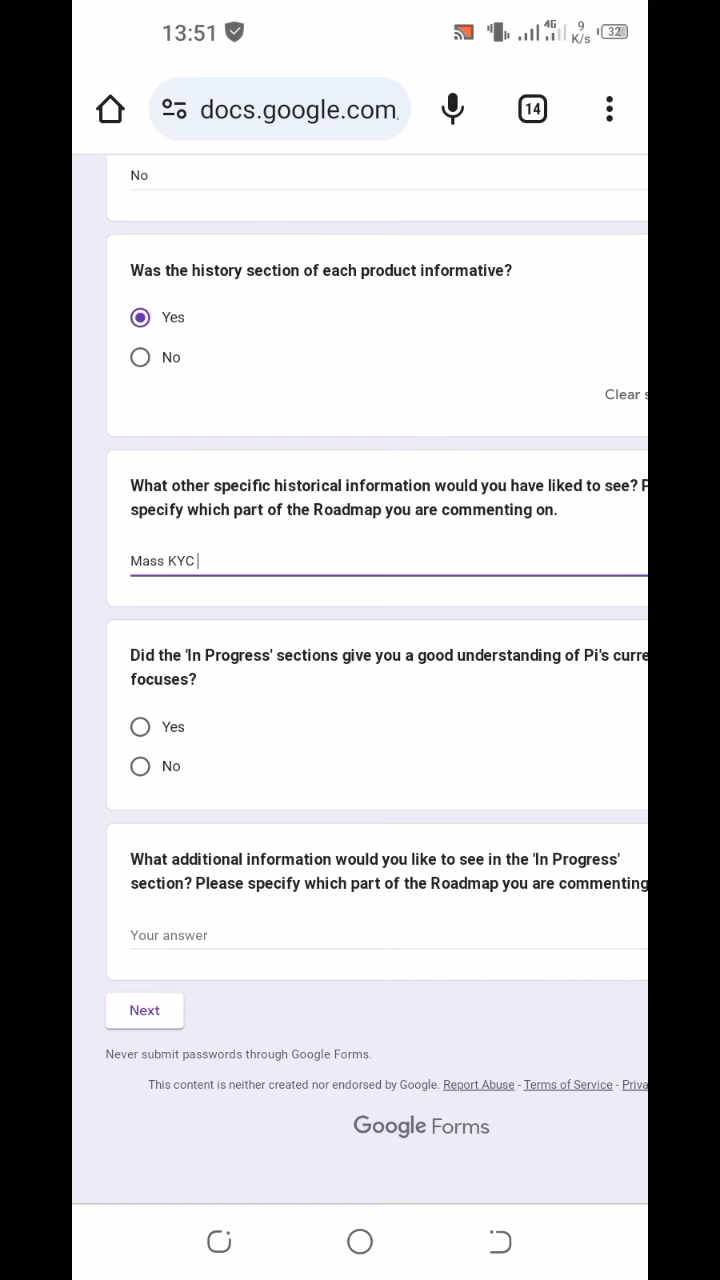 13:51
4G
9
K/s
32
docs.google.com
14
No
Was the history section of each product informative?
Yes
No
Clear s
What other specific historical information would you have liked to see? P
specify which part of the Roadmap you are commenting on.
Mass KYC
Did the 'In Progress' sections give you a good understanding of Pi's curre
focuses?
Yes
No
What additional information would you like to see in the 'In Progress'
section? Please specify which part of the Roadmap you are commenting
Your answer
Next
Never submit passwords through Google Forms.
This content is neither created nor endorsed by Google. Report Abuse - Terms of Service - Priva
Google Forms